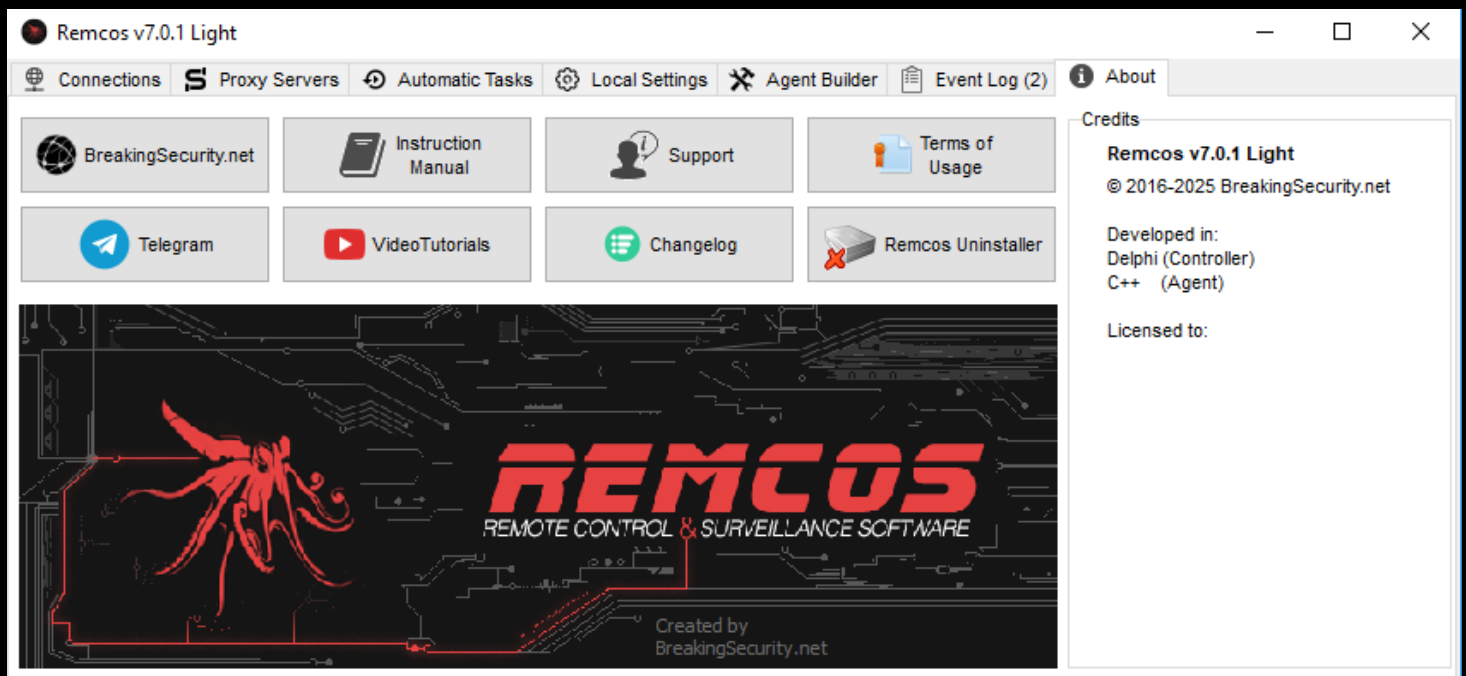 Remcos v7.0.1 Light
Connections
Proxy Servers
Automatic Tasks
Local Settings
Agent Builder
Event Log (2)
About
BreakingSecurity.net
Instruction
Manual
Support
Terms of
Usage
Telegram
VideoTutorials
Changelog
Remcos Uninstaller
REMCOS
REMOTE CONTROL & SURVEILLANCE SOFTWARE
Created by
BreakingSecurity.net
Credits
Remcos v7.0.1 Light
© 2016-2025 BreakingSecurity.net
Developed in:
Delphi (Controller)
C++ (Agent)
Licensed to: